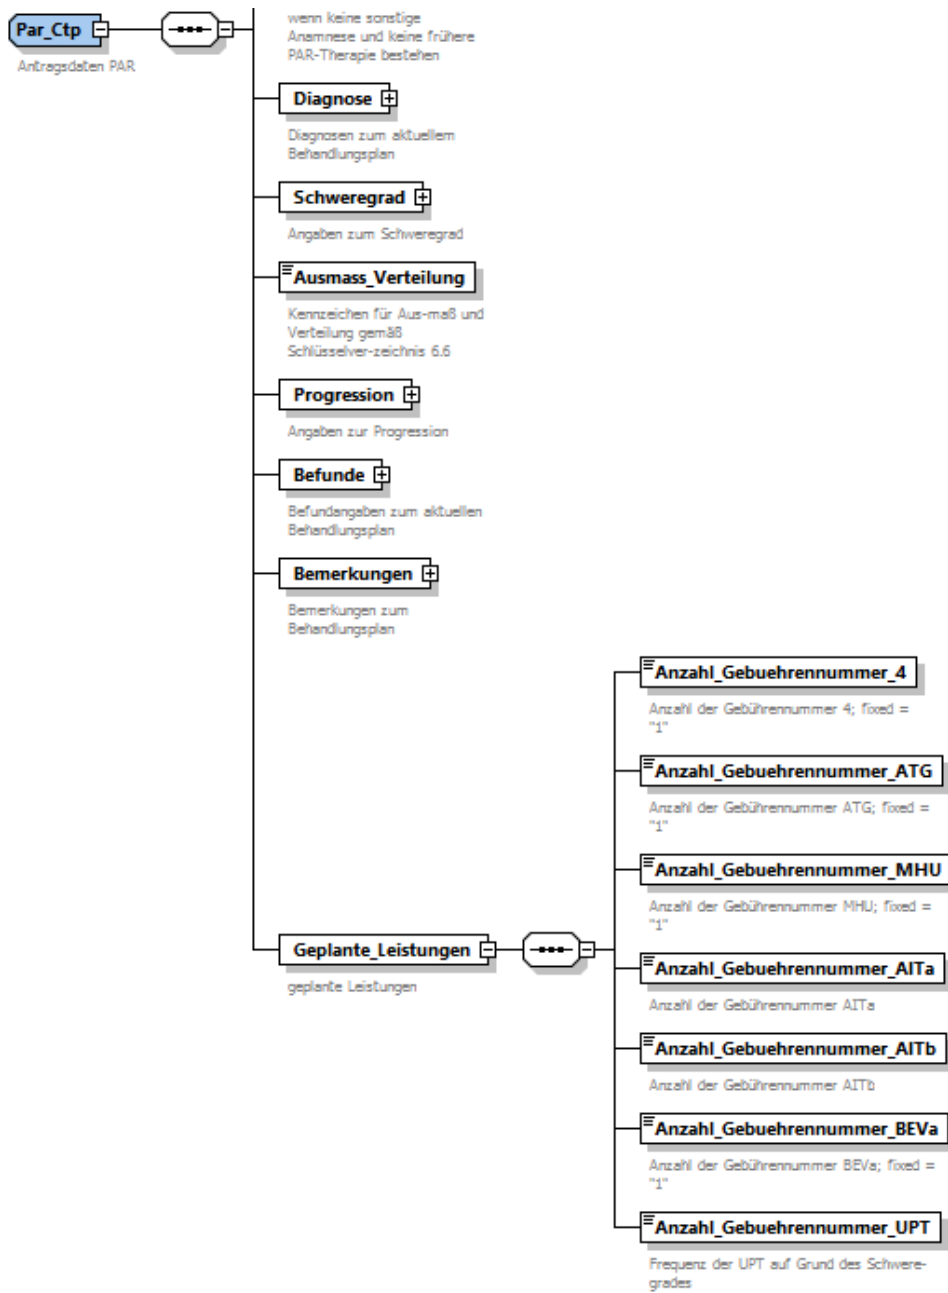 wenn keine sonstige
Anamnese und keine frühere
PAR-Therapie bestehen
Par_Ctp
Antragsdaten PAR
Diagnose
Diagnosen zum aktuellem
Behandlungsplan
Schweregrad
Angaben zum Schweregrad
Ausmass_Verteilung
Kennzeichen für Aus-maß und
Verteilung gemäß
Schlüsselver-zeichnis 6.6
Progression
Angaben zur Progression
Befunde
Befundangaben zum aktuellen
Behandlungsplan
Bemerkungen
Bemerkungen zum
Behandlungsplan
Geplante_Leistungen
geplante Leistungen
Anzahl_Gebuehrennummer_4
Anzahl der Gebührennummer 4; fixed =
"1"
Anzahl_Gebuehrennummer_ATG
Anzahl der Gebührennummer ATG; fixed =
"1"
Anzahl_Gebuehrennummer_MHU
Anzahl der Gebührennummer MHU; fixed =
"1"
Anzahl_Gebuehrennummer_AITa
Anzahl der Gebührennummer AITa
Anzahl_Gebuehrennummer_AITb
Anzahl der Gebührennummer AITb
Anzahl_Gebuehrennummer_BEVa
Anzahl der Gebührennummer BEVa; fixed =
"1"
Anzahl_Gebuehrennummer_UPT
Frequenz der UPT auf Grund des Schwere-
grades